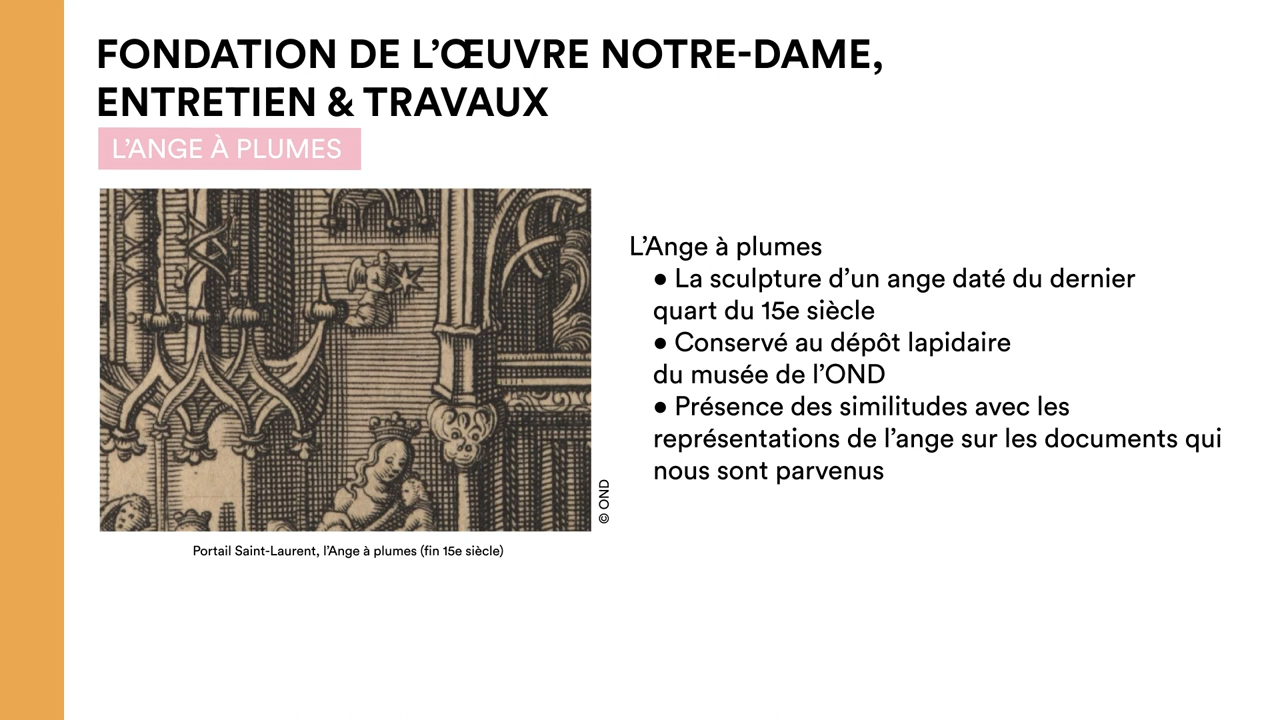 FONDATION DE L’ŒUVRE NOTRE-DAME,
ENTRETIEN & TRAVAUX
L’ANGE À PLUMES
L’Ange à plumes
● La sculpture d’un ange daté du dernier
quart du 15e siècle
● Conservé au dépôt lapidaire
du musée de l’OND
● Présence des similitudes avec les
représentations de l’ange sur les documents qui
nous sont parvenus
© OND
Portail Saint-Laurent, l’Ange à plumes (fin 15e siècle)